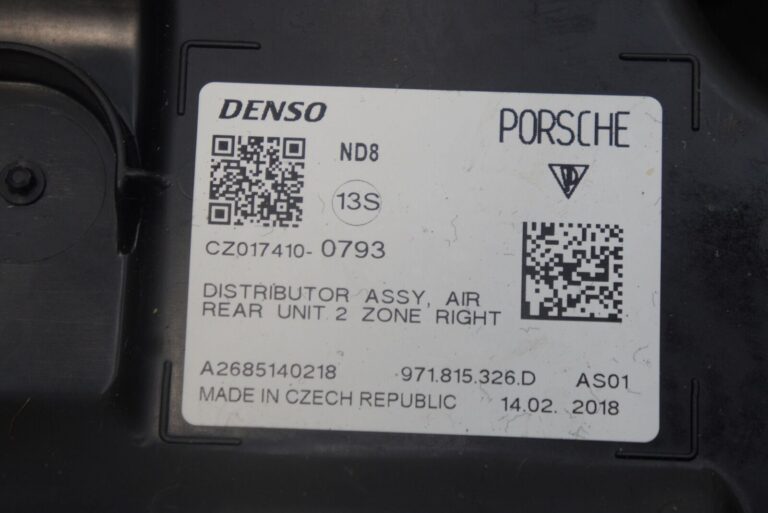 DENSO
PORSCHE
ND8
13S
CZ017410- 0793
DISTRIBUTOR ASSY, AIR
REAR UNIT 2 ZONE RIGHT
A2685140218 971.815.326.D AS01
MADE IN CZECH REPUBLIC 14.02. 2018